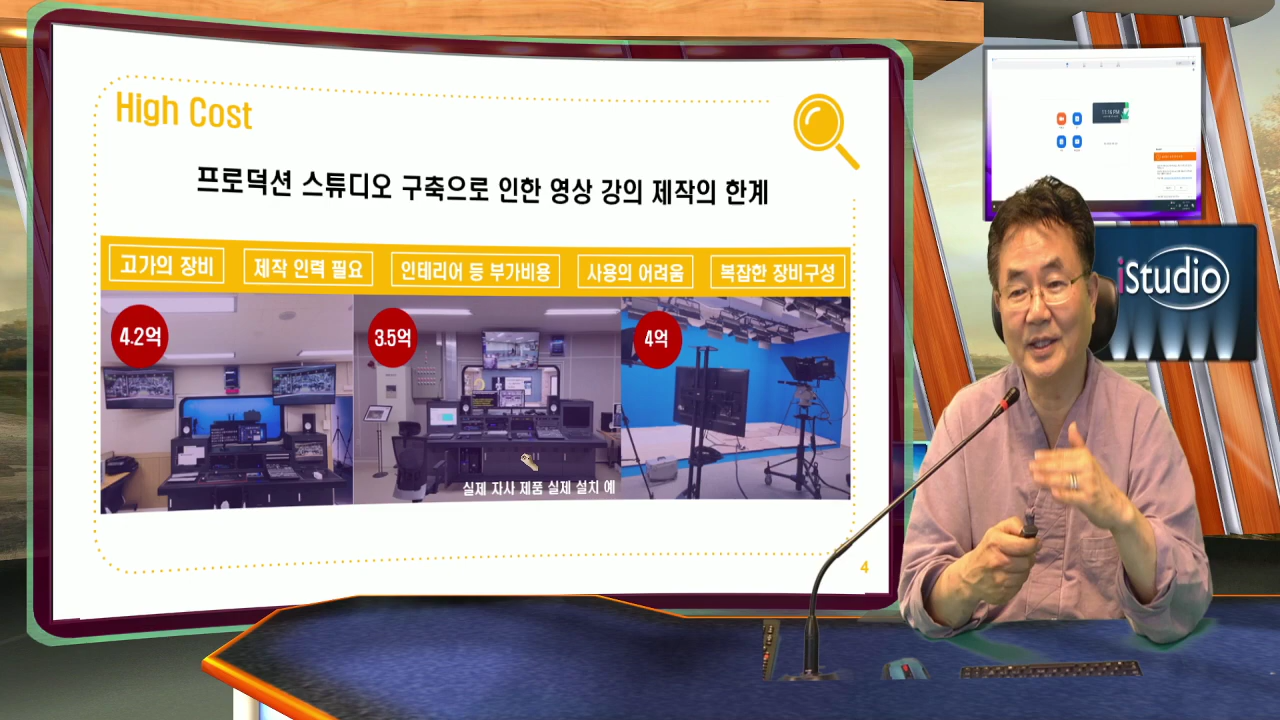 High Cost
프로덕션 스튜디오 구축으로 인한 영상 강의 제작의 한계
고가의 장비
제작 인력 필요
인테리어 등 부가비용
사용의 어려움
복잡한 장비구성
4.2억
3.5억
4억
실제 자사 제품 실제 설치 예
4
11:16 PM
iStudio